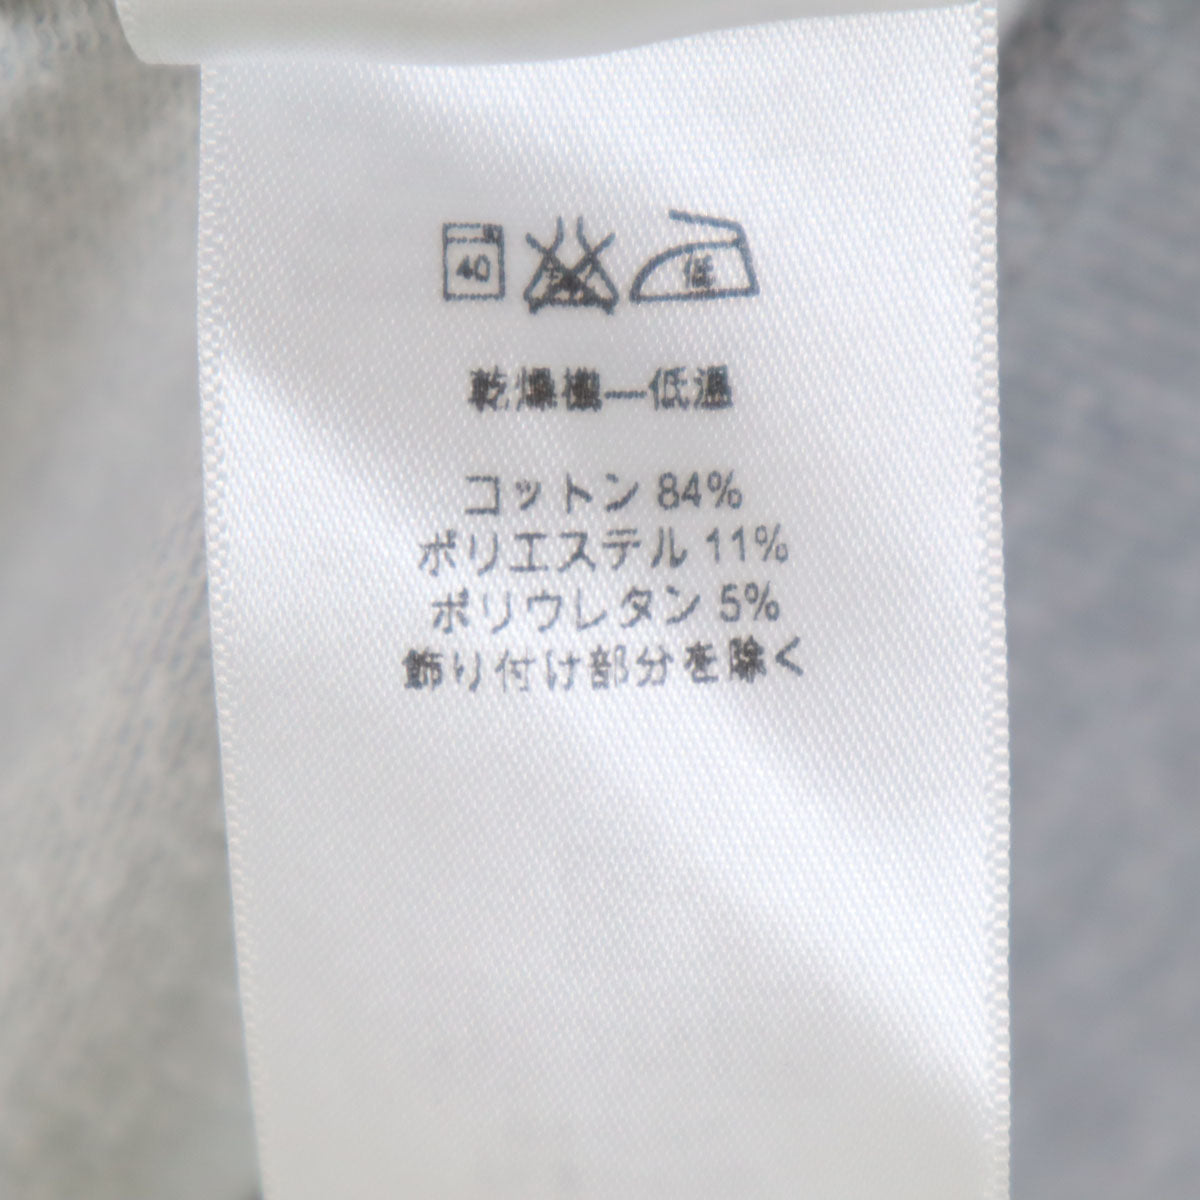 40 低
乾燥機―低温
コットン 84%
ポリエステル 11%
ポリウレタン 5%
飾り付け部分を除く